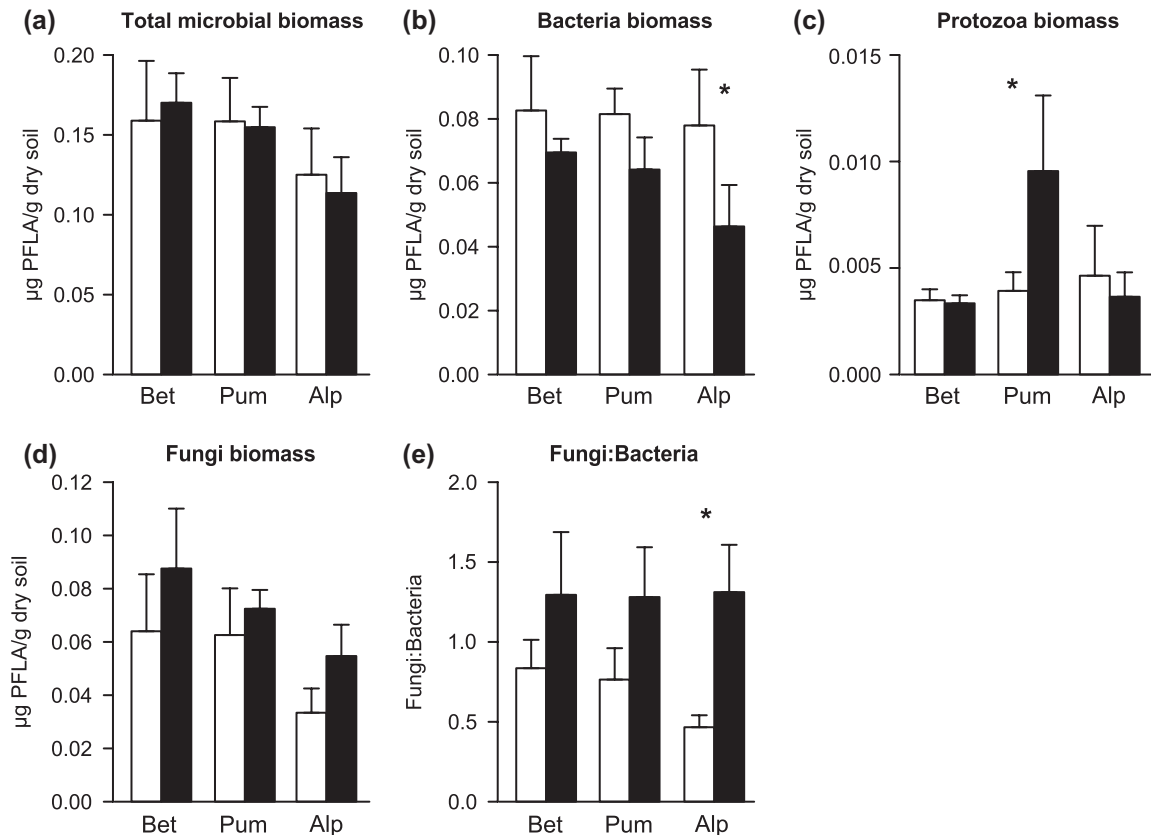 (a) Total microbial biomass
µg PFLA/g dry soil
0.20
0.15
0.10
0.05
0.00
Bet Pum Alp
(b) Bacteria biomass
µg PFLA/g dry soil
0.10
0.08
0.06
0.04
0.02
0.00
*
Bet Pum Alp
(c) Protozoa biomass
µg PFLA/g dry soil
0.015
0.010
0.005
0.000
*
Bet Pum Alp
(d) Fungi biomass
µg PFLA/g dry soil
0.12
0.10
0.08
0.06
0.04
0.02
0.00
Bet Pum Alp
(e) Fungi:Bacteria
Fungi:Bacteria
2.0
1.5
1.0
0.5
0.0
*
Bet Pum Alp